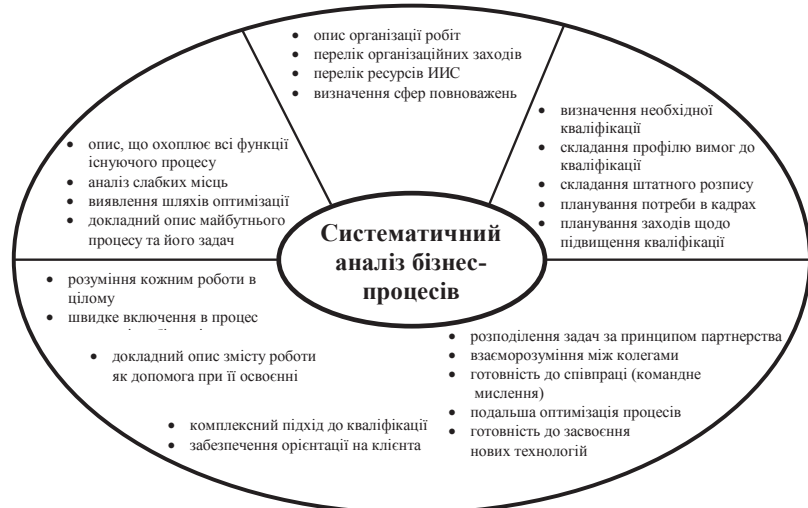 • опис організації робіт
• перелік організаційних заходів
• перелік ресурсів ИИС
• визначення сфер повноважень
• опис, що охоплює всі функції
існуючого процесу
• аналіз слабких місць
• виявлення шляхів оптимізації
• докладний опис майбутнього
процесу та його задач
• визначення необхідної
кваліфікації
• складання профілю вимог до
кваліфікації
• складання штатного розпису
• планування потреби в кадрах
• планування заходів щодо
підвищення кваліфікації
Систематичний
аналіз бізнес-
процесів
• розуміння кожним роботи в
цілому
• швидке включення в процес
• докладний опис змісту роботи
як допомога при її освоєнні
• комплексний підхід до кваліфікації
• забезпечення орієнтації на клієнта
• розподілення задач за принципом партнерства
• взаєморозуміння між колегами
• готовність до співпраці (командне
мислення)
• подальша оптимізація процесів
• готовність до засвоєння
нових технологій